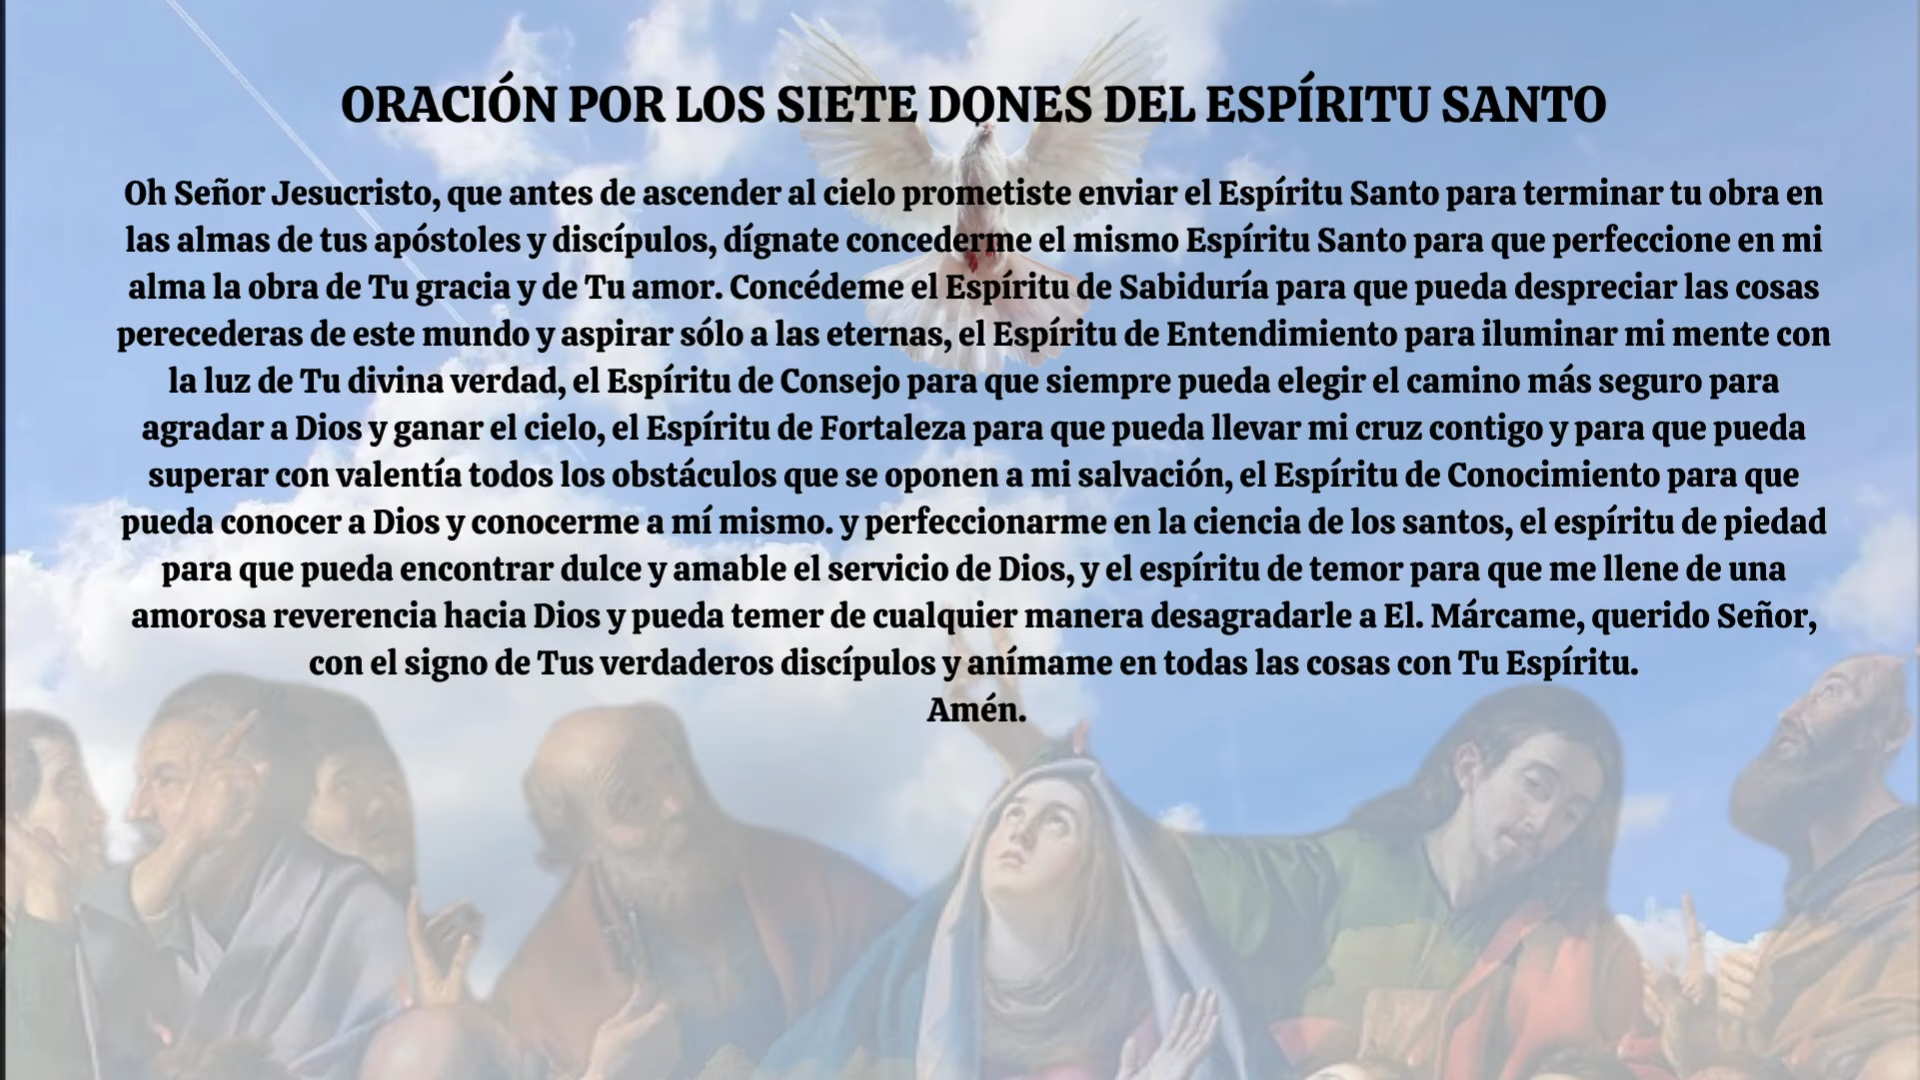 ORACIÓN POR LOS SIETE DONES DEL ESPÍRITU SANTO
Oh Señor Jesucristo, que antes de ascender al cielo prometiste enviar el Espíritu Santo para terminar tu obra en
las almas de tus apóstoles y discípulos, dígnate concederme el mismo Espíritu Santo para que perfeccione en mi
alma la obra de Tu gracia y de Tu amor. Concédeme el Espíritu de Sabiduría para que pueda despreciar las cosas
perecederas de este mundo y aspirar sólo a las eternas, el Espíritu de Entendimiento para iluminar mi mente con
la luz de Tu divina verdad, el Espíritu de Consejo para que siempre pueda elegir el camino más seguro para
agradar a Dios y ganar el cielo, el Espíritu de Fortaleza para que pueda llevar mi cruz contigo y para que pueda
superar con valentía todos los obstáculos que se oponen a mi salvación, el Espíritu de Conocimiento para que
pueda conocer a Dios y conocerme a mí mismo. y perfeccionarme en la ciencia de los santos, el espíritu de piedad
para que pueda encontrar dulce y amable el servicio de Dios, y el espíritu de temor para que me llene de una
amorosa reverencia hacia Dios y pueda temer de cualquier manera desagradarle a El. Márcame, querido Señor,
con el signo de Tus verdaderos discípulos y anímame en todas las cosas con Tu Espíritu.
Amén.